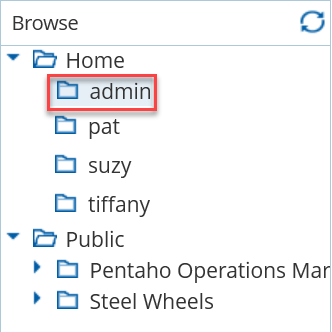 Browse
Home
admin
pat
suzy
tiffany
Public
Pentaho Operations Mar
Steel Wheels